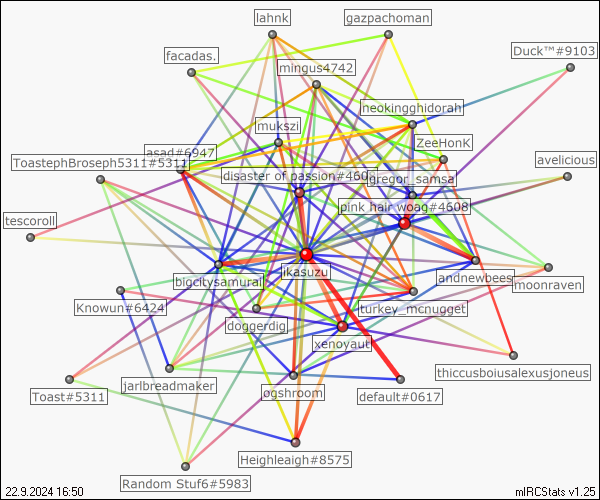 lahnk
gazpachoman
facadas.
Duck™#9103
mingus4742
neokingghidorah
mukszi
ZeeHonK
asad#6947
ToastephBroseph5311#5311
avelicious
disaster of passion#460
gregor_samsa
pink hair woag#4608
tescoroll
ikasuzu
bigcitysamurai
andnewbees
moonraven
Knowun#6424
turkey_mcnugget
doggerdig
xenoyaut
thiccusboiusalexusjoneus
jarlbreadmaker
Toast#5311
øgshroom
default#0617
Heighleaigh#8575
Random Stuf6#5983
22.9.2024 16:50
mIRCStats v1.25